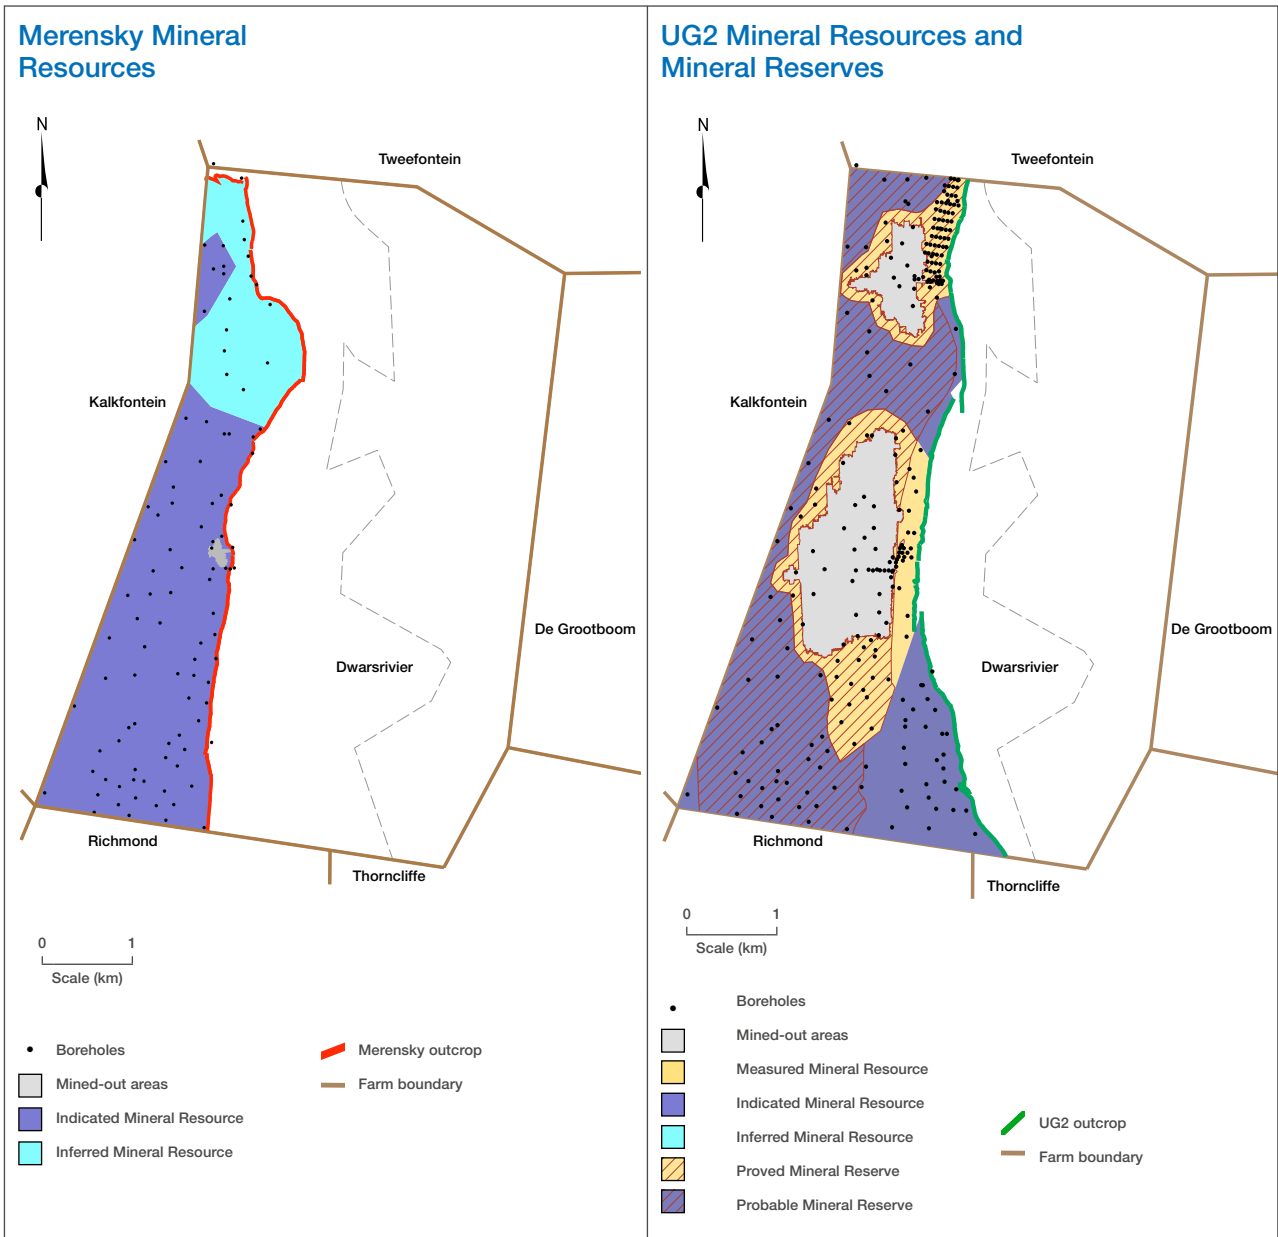 Merensky Mineral
Resources
N
Tweefontein
Kalkfontein
De Grootboom
Dwarsrivier
Richmond
Thorncliffe
0 1
Scale (km)
Boreholes
Mined-out areas
Indicated Mineral Resource
Inferred Mineral Resource
Merensky outcrop
Farm boundary
UG2 Mineral Resources and
Mineral Reserves
N
Tweefontein
Kalkfontein
De Grootboom
Dwarsrivier
Richmond
Thorncliffe
0 1
Scale (km)
Boreholes
Mined-out areas
Measured Mineral Resource
Indicated Mineral Resource
Inferred Mineral Resource
Proved Mineral Reserve
Probable Mineral Reserve
UG2 outcrop
Farm boundary